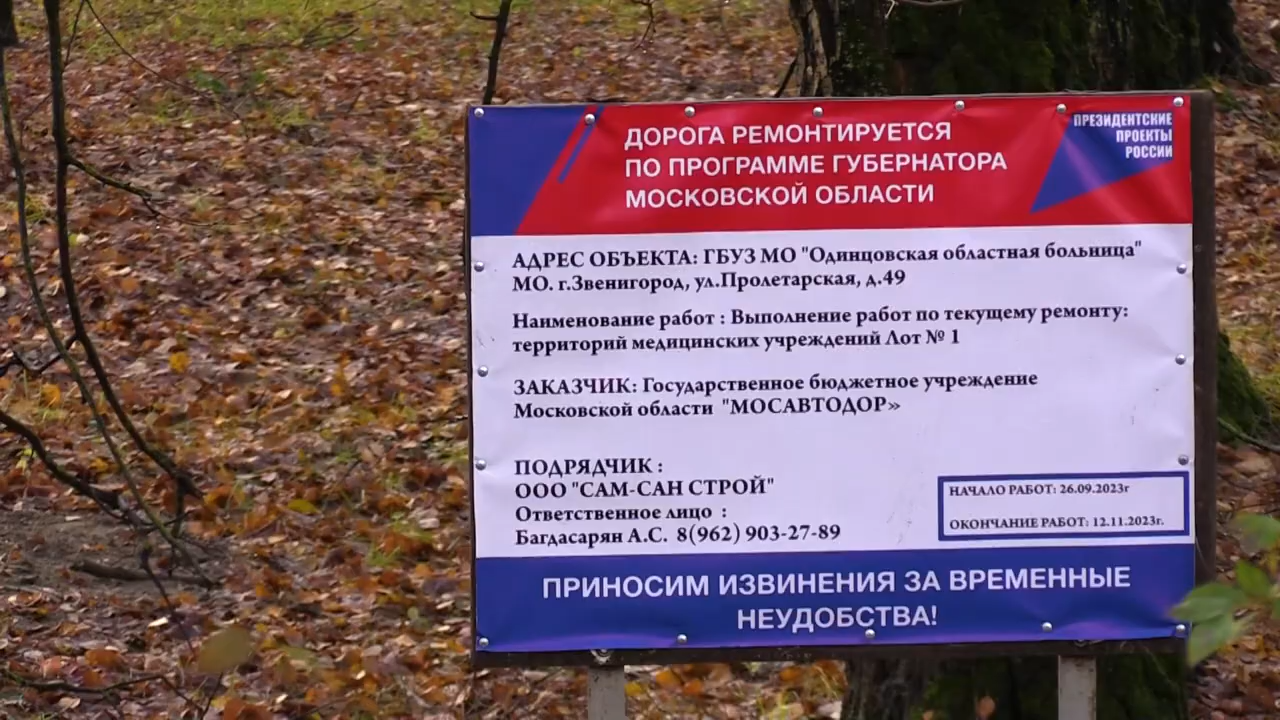 ДОРОГА РЕМОНТИРУЕТСЯ
ПО ПРОГРАММЕ ГУБЕРНАТОРА
МОСКОВСКОЙ ОБЛАСТИ
ПРЕЗИДЕНТСКИЕ
ПРОЕКТЫ
РОССИИ
АДРЕС ОБЪЕКТА: ГБУЗ МО "Одинцовская областная больница"
МО. г.Звенигород, ул.Пролетарская, д.49
Наименование работ : Выполнение работ по текущему ремонту:
территорий медицинских учреждений Лот № 1
ЗАКАЗЧИК: Государственное бюджетное учреждение
Московской области "МОСАВТОДОР»
ПОДРЯДЧИК :
ООО "САМ-САН СТРОЙ"
Ответственное лицо :
Багдасарян А.С. 8(962) 903-27-89
НАЧАЛО РАБОТ: 26.09.2023г
ОКОНЧАНИЕ РАБОТ: 12.11.2023г.
ПРИНОСИМ ИЗВИНЕНИЯ ЗА ВРЕМЕННЫЕ
НЕУДОБСТВА!